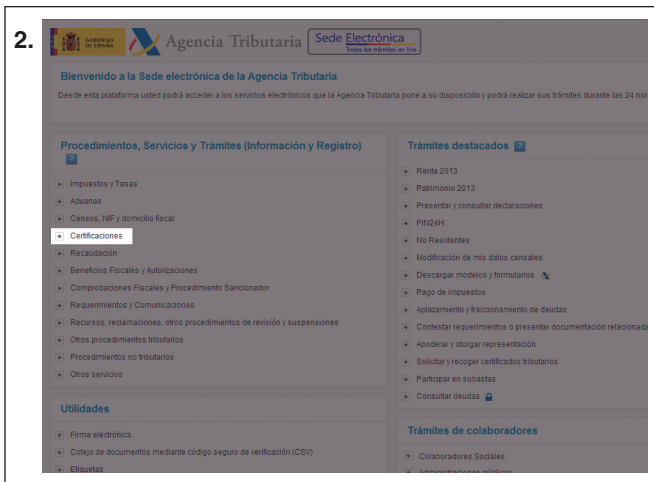 2.
GOBIERNO
DE ESPAÑA
Agencia Tributaria
Sede Electrónica
Todos los trámites on line
Bienvenido a la Sede electrónica de la Agencia Tributaria
Desde esta plataforma usted podrá acceder a los servicios electrónicos que la Agencia Tributaria pone a su disposición y podrá realizar sus trámites durante las 24 hor
Procedimientos, Servicios y Trámites (Información y Registro)
?
+ Impuestos y Tasas
+ Aduanas
+ Censos, NIF y domicilio fiscal
+ Certificaciones
+ Recaudación
+ Beneficios Fiscales y Autorizaciones
+ Comprobaciones Fiscales y Procedimiento Sancionador
+ Requerimientos y Comunicaciones
+ Recursos, reclamaciones, otros procedimientos de revisión y suspensiones
+ Otros procedimientos tributarios
+ Procedimientos no tributarios
+ Otros servicios
Utilidades
+ Firma electrónica
+ Cotejo de documentos mediante código seguro de verificación (CSV)
+ Etiquetas
Trámites destacados ?
+ Renta 2013
+ Patrimonio 2013
+ Presentar y consultar declaraciones
+ PIN24H
+ No Residentes
+ Modificación de mis datos censales
+ Descargar modelos y formularios
+ Pago de impuestos
+ Aplazamiento y fraccionamiento de deudas
+ Contestar requerimientos o presentar documentación relacionada
+ Apoderar y otorgar representación
+ Solicitar y recoger certificados tributarios
+ Participar en subastas
+ Consultar deudas
Trámites de colaboradores
+ Colaboradores Sociales
+ Administraciones públicas